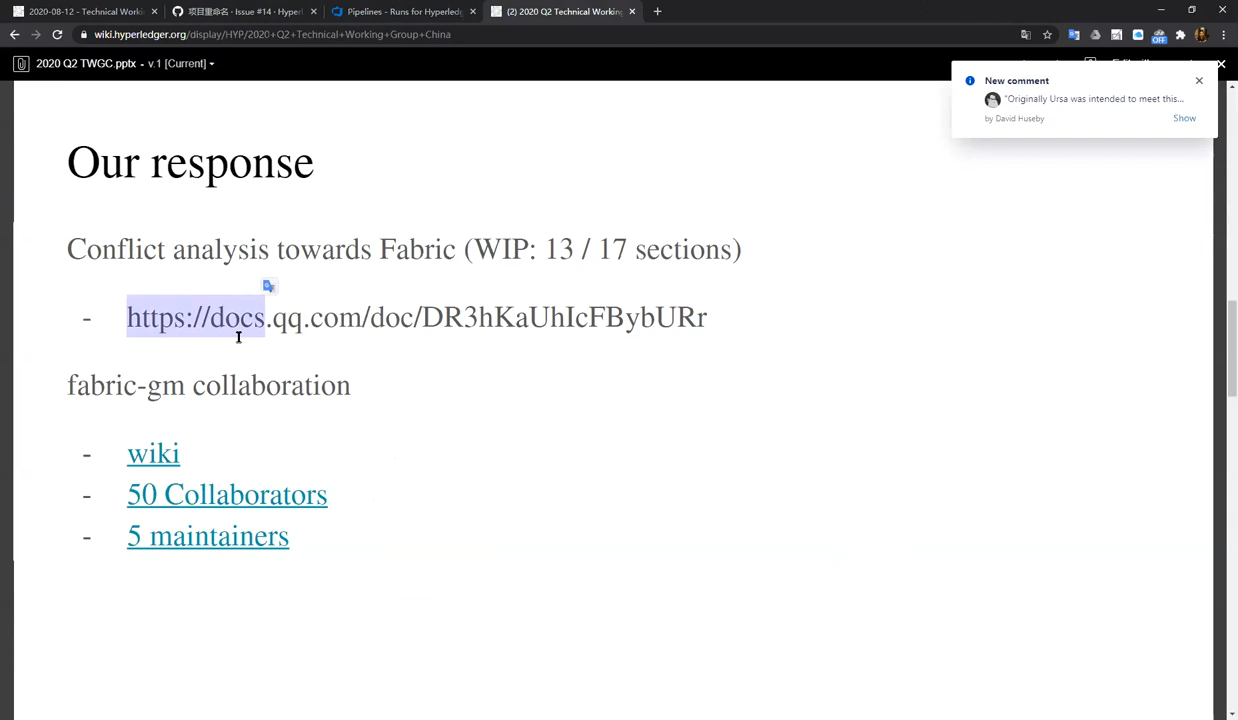 2020-08-12 - Technical Worki
项目重命名 · Issue #14 · Hyperl
Pipelines - Runs for Hyperledg
(2) 2020 Q2 Technical Working
wiki.hyperledger.org/display/HYP/2020+Q2+Technical+Working+Group+China
OFF
2020 Q2 TWGC.pptx - v.1 [Current]
New comment
"Originally Ursa was intended to meet this...
by David Huseby
Show
Our response
Conflict analysis towards Fabric (WIP: 13 / 17 sections)
- https://docs.qq.com/doc/DR3hKaUhIcFBybURr
fabric-gm collaboration
- wiki
- 50 Collaborators
- 5 maintainers